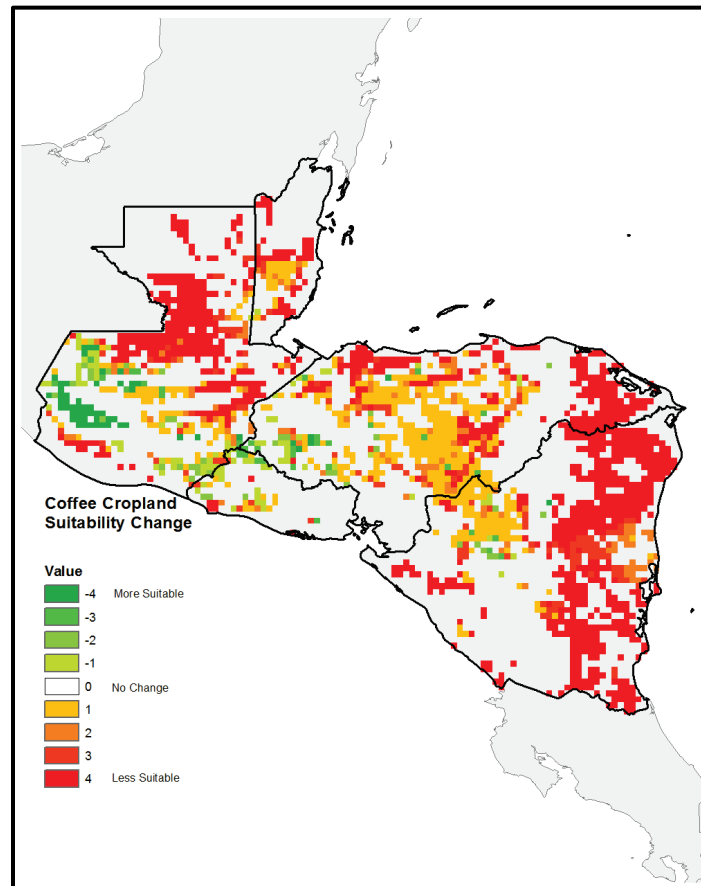 Coffee Cropland
Suitability Change
Value
-4 More Suitable
-3
-2
-1
0 No Change
1
2
3
4 Less Suitable